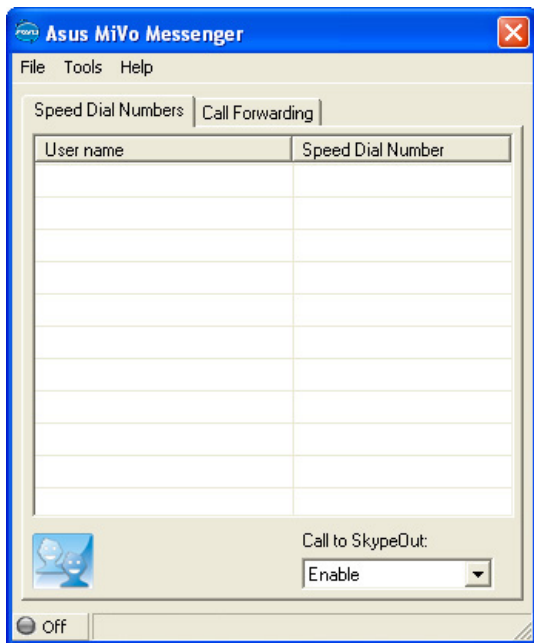 Asus MiVo Messenger
File Tools Help
Speed Dial Numbers Call Forwarding
User name Speed Dial Number
Call to SkypeOut:
Enable
Off